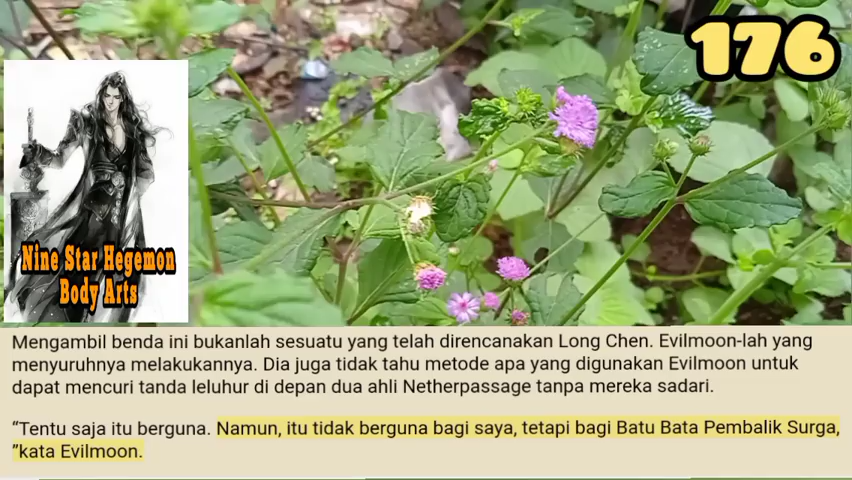 176
Nine Star Hegemon
Body Arts
Mengambil benda ini bukanlah sesuatu yang telah direncanakan Long Chen. Evilmoon-lah yang
menyuruhnya melakukannya. Dia juga tidak tahu metode apa yang digunakan Evilmoon untuk
dapat mencuri tanda leluhur di depan dua ahli Netherpassage tanpa mereka sadari.
“Tentu saja itu berguna. Namun, itu tidak berguna bagi saya, tetapi bagi Batu Bata Pembalik Surga,
”kata Evilmoon.